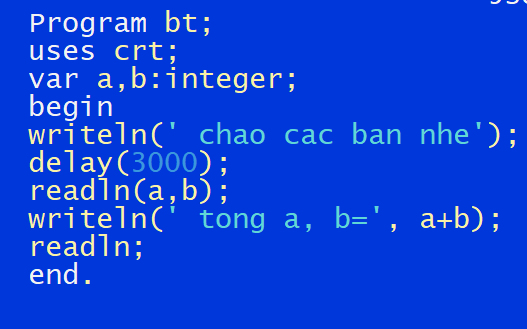 Program bt;
uses crt;
var a,b:integer;
begin
writeln(' chao cac ban nhe');
delay(3000);
readln(a,b);
writeln(' tong a, b=', a+b);
readln;
end.